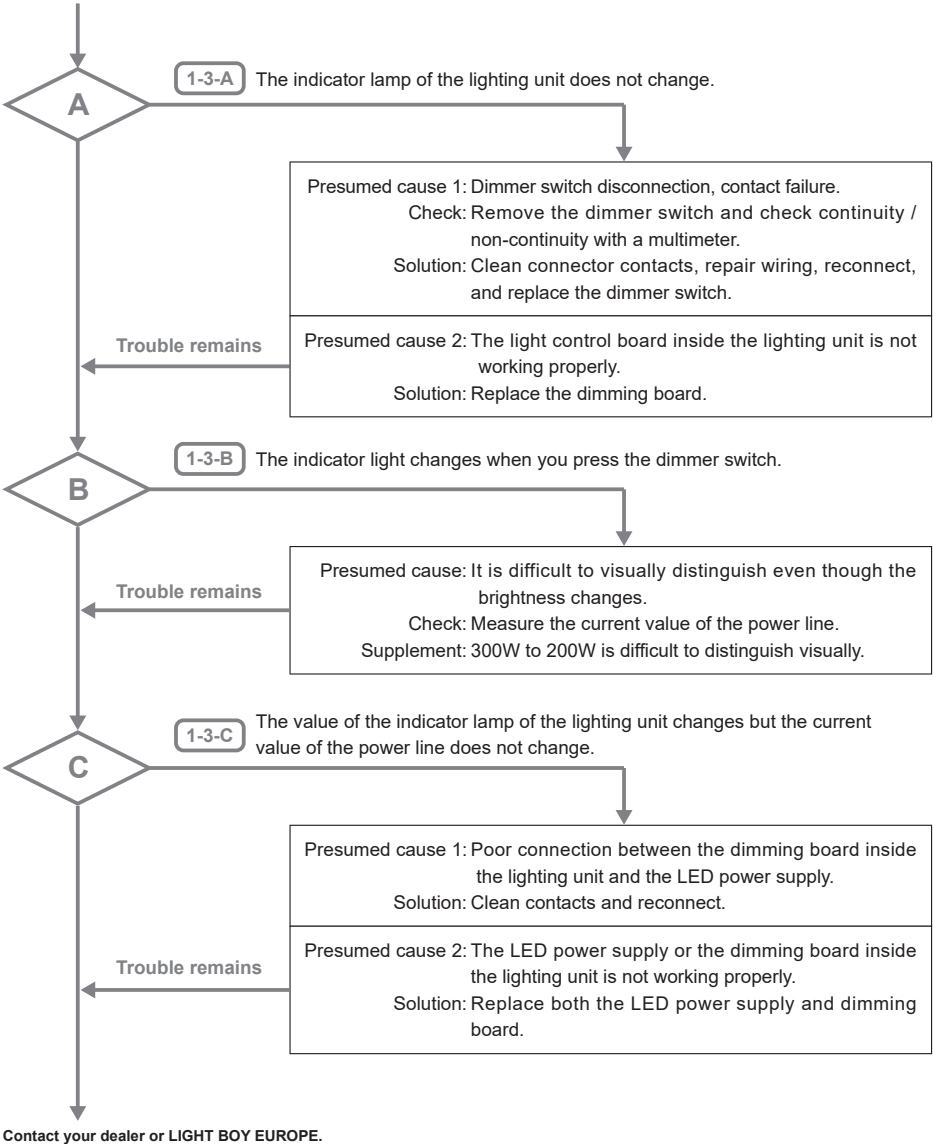 1-3-A The indicator lamp of the lighting unit does not change.
A
Presumed cause 1: Dimmer switch disconnection, contact failure.
Check: Remove the dimmer switch and check continuity /
non-continuity with a multimeter.
Solution: Clean connector contacts, repair wiring, reconnect,
and replace the dimmer switch.
Trouble remains
Presumed cause 2: The light control board inside the lighting unit is not
working properly.
Solution: Replace the dimming board.
1-3-B The indicator light changes when you press the dimmer switch.
B
Trouble remains
Presumed cause: It is difficult to visually distinguish even though the
brightness changes.
Check: Measure the current value of the power line.
Supplement: 300W to 200W is difficult to distinguish visually.
1-3-C The value of the indicator lamp of the lighting unit changes but the current
value of the power line does not change.
C
Presumed cause 1: Poor connection between the dimming board inside
the lighting unit and the LED power supply.
Solution: Clean contacts and reconnect.
Trouble remains
Presumed cause 2: The LED power supply or the dimming board inside
the lighting unit is not working properly.
Solution: Replace both the LED power supply and dimming
board.
Contact your dealer or LIGHT BOY EUROPE.